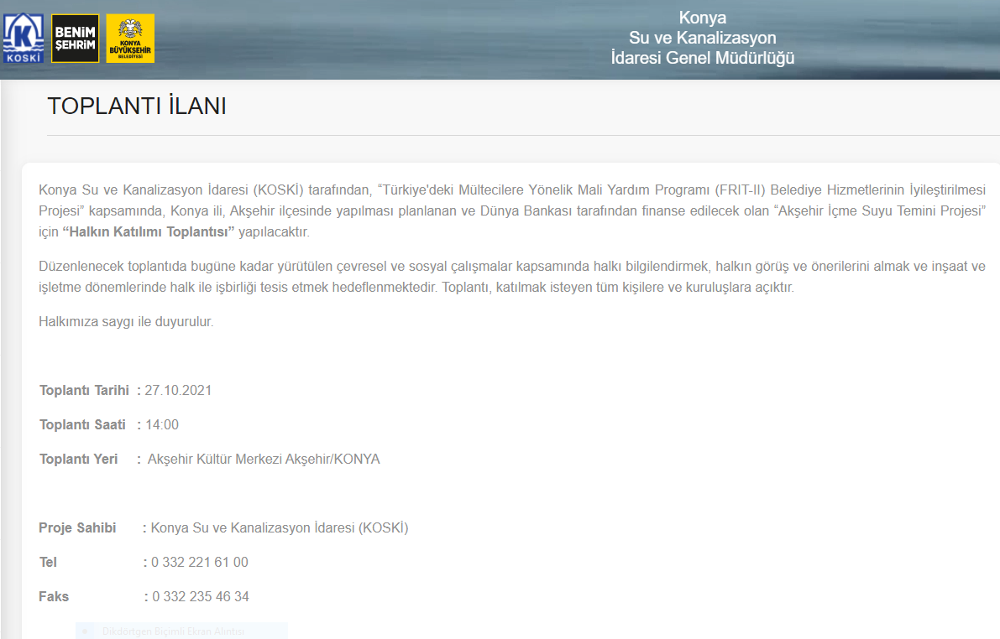 KOSKİ
BENİM
ŞEHRİM
KONYA
BÜYÜKŞEHİR
BELEDİYESİ
Konya
Su ve Kanalizasyon
İdaresi Genel Müdürlüğü
TOPLANTI İLANI
Konya Su ve Kanalizasyon İdaresi (KOSKİ) tarafından, “Türkiye'deki Mültecilere Yönelik Mali Yardım Programı (FRIT-II) Belediye Hizmetlerinin İyileştirilmesi
Projesi” kapsamında, Konya ili, Akşehir ilçesinde yapılması planlanan ve Dünya Bankası tarafından finanse edilecek olan “Akşehir İçme Suyu Temini Projesi”
için “Halkın Katılımı Toplantısı” yapılacaktır.
Düzenlenecek toplantıda bugüne kadar yürütülen çevresel ve sosyal çalışmalar kapsamında halkı bilgilendirmek, halkın görüş ve önerilerini almak ve inşaat ve
işletme dönemlerinde halk ile işbirliği tesis etmek hedeflenmektedir. Toplantı, katılmak isteyen tüm kişilere ve kuruluşlara açıktır.
Halkımıza saygı ile duyurulur.
Toplantı Tarihi : 27.10.2021
Toplantı Saati : 14:00
Toplantı Yeri : Akşehir Kültür Merkezi Akşehir/KONYA
Proje Sahibi : Konya Su ve Kanalizasyon İdaresi (KOSKİ)
Tel : 0 332 221 61 00
Faks : 0 332 235 46 34
Dikdörtgen Biçimli Ekran Alıntısı